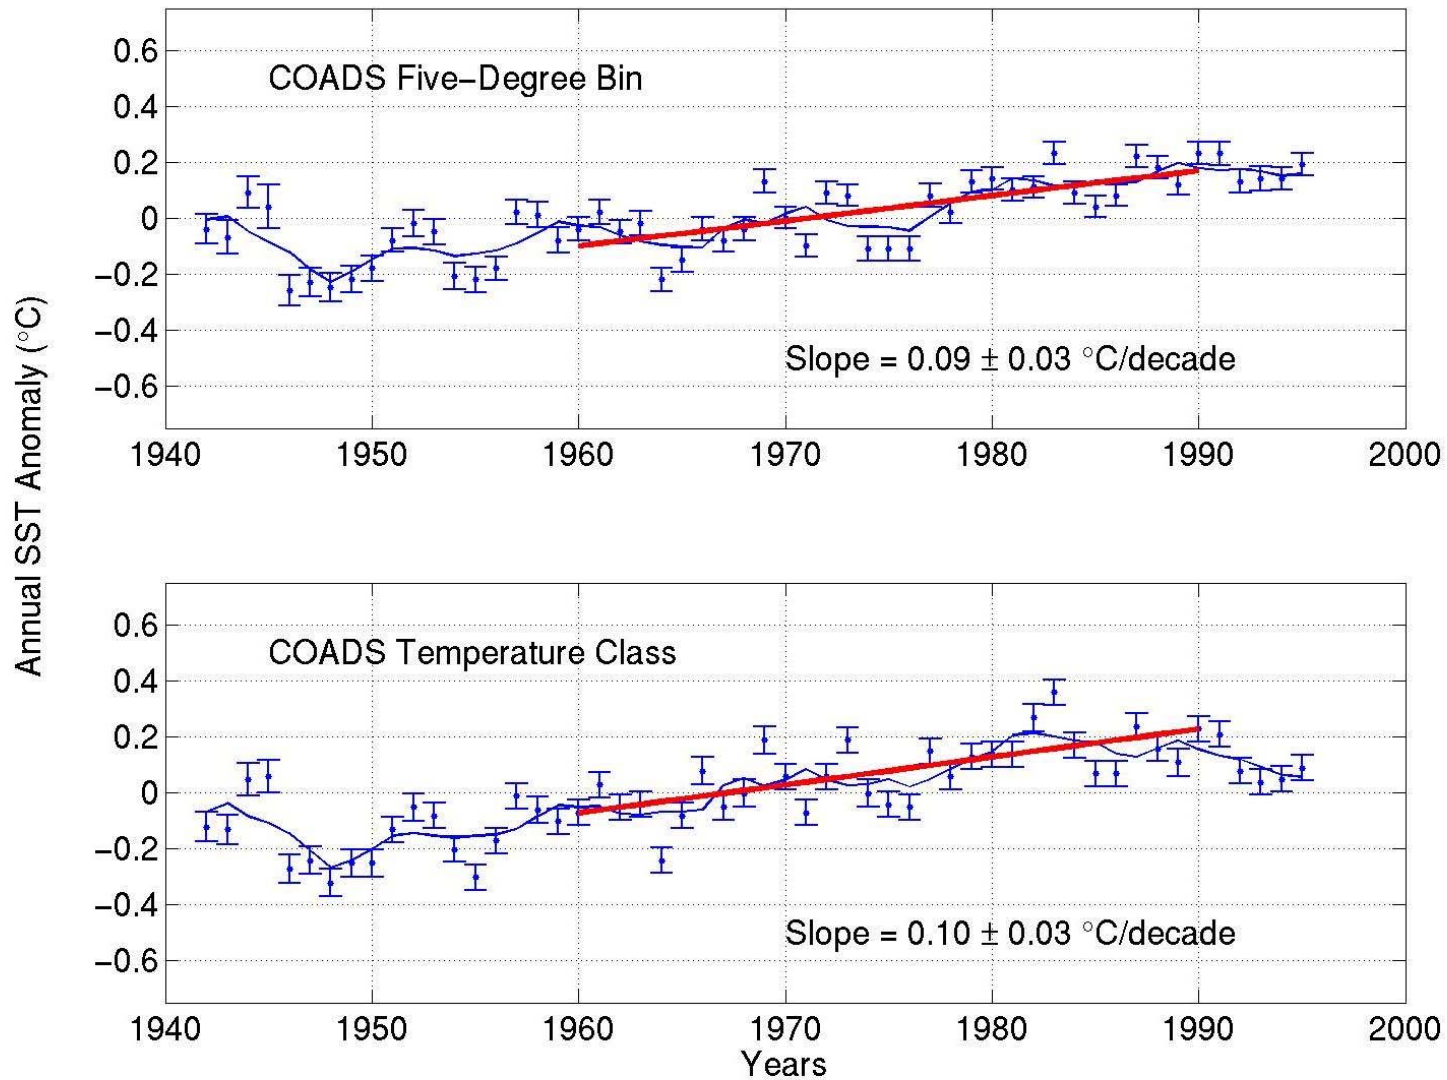 Annual SST Anomaly (°C)
COADS Five−Degree Bin
0.6
0.4
0.2
0
−0.2
−0.4
−0.6
Slope = 0.09 ± 0.03 °C/decade
1940 1950 1960 1970 1980 1990 2000
COADS Temperature Class
0.6
0.4
0.2
0
−0.2
−0.4
−0.6
Slope = 0.10 ± 0.03 °C/decade
1940 1950 1960 1970 1980 1990 2000
Years